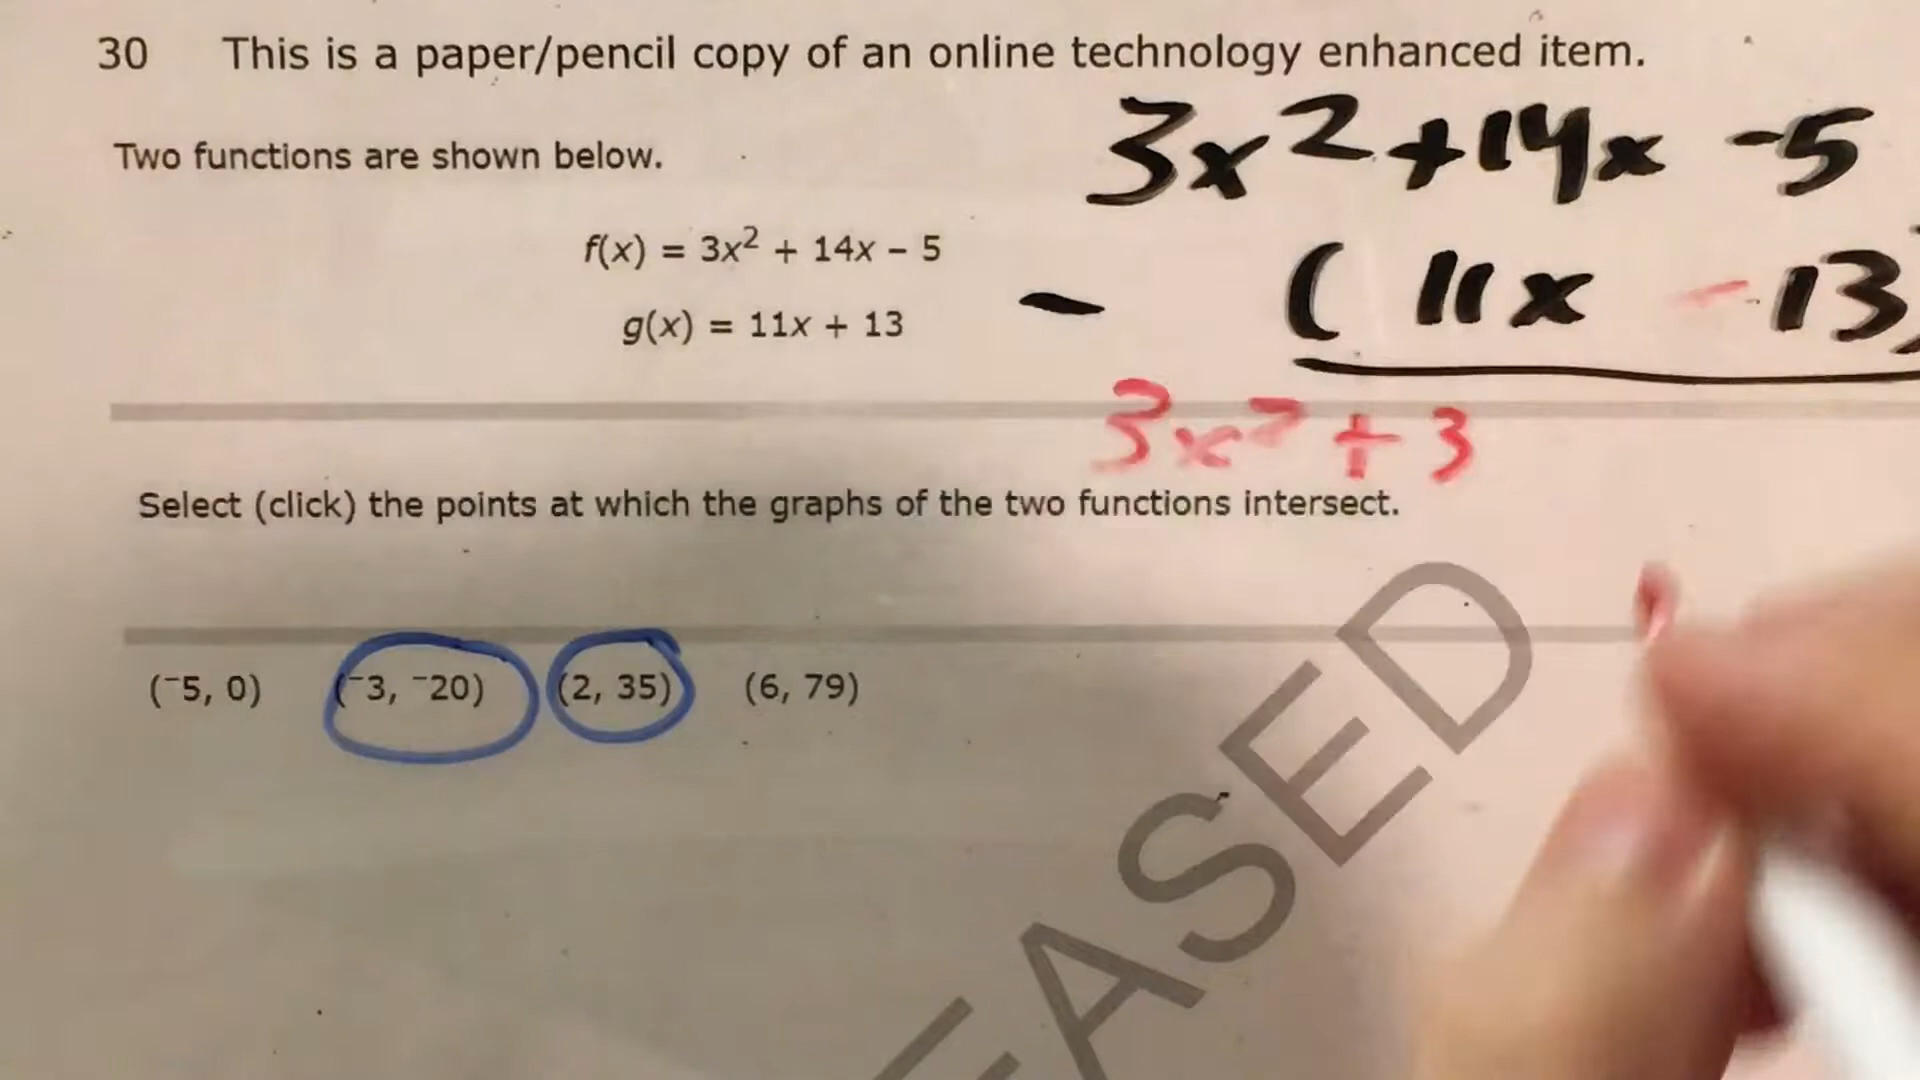 30 This is a paper/pencil copy of an online technology enhanced item.
Two functions are shown below.
3x² + 14x -5
f(x) = 3x² + 14x – 5
- ( 11x - 13)
g(x) = 11x + 13
3x² + 3
Select (click) the points at which the graphs of the two functions intersect.
(⁻5, 0) (⁻3, ⁻20) (2, 35) (6, 79)
EASED